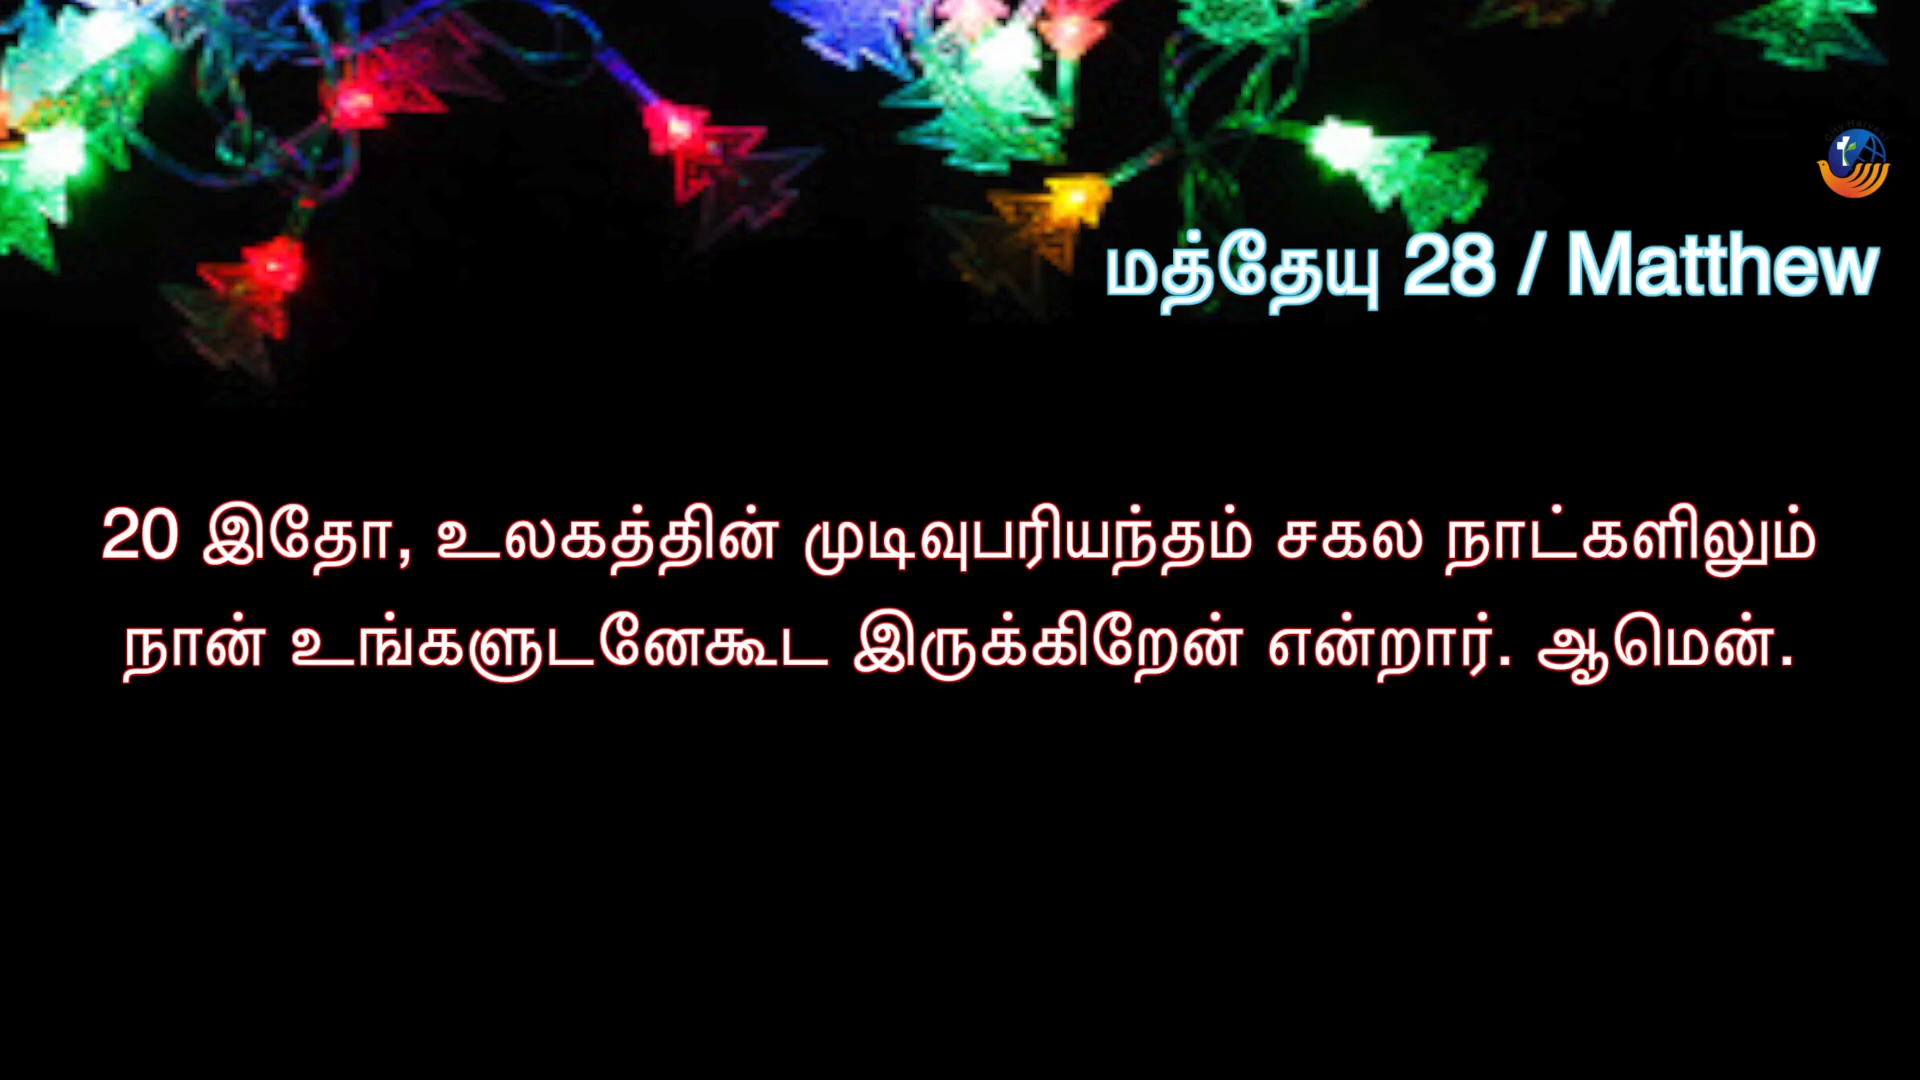 மத்தேயு 28 / Matthew
20 இதோ, உலகத்தின் முடிவுபரியந்தம் சகல நாட்களிலும்
நான் உங்களுடனேகூட இருக்கிறேன் என்றார். ஆமென்.